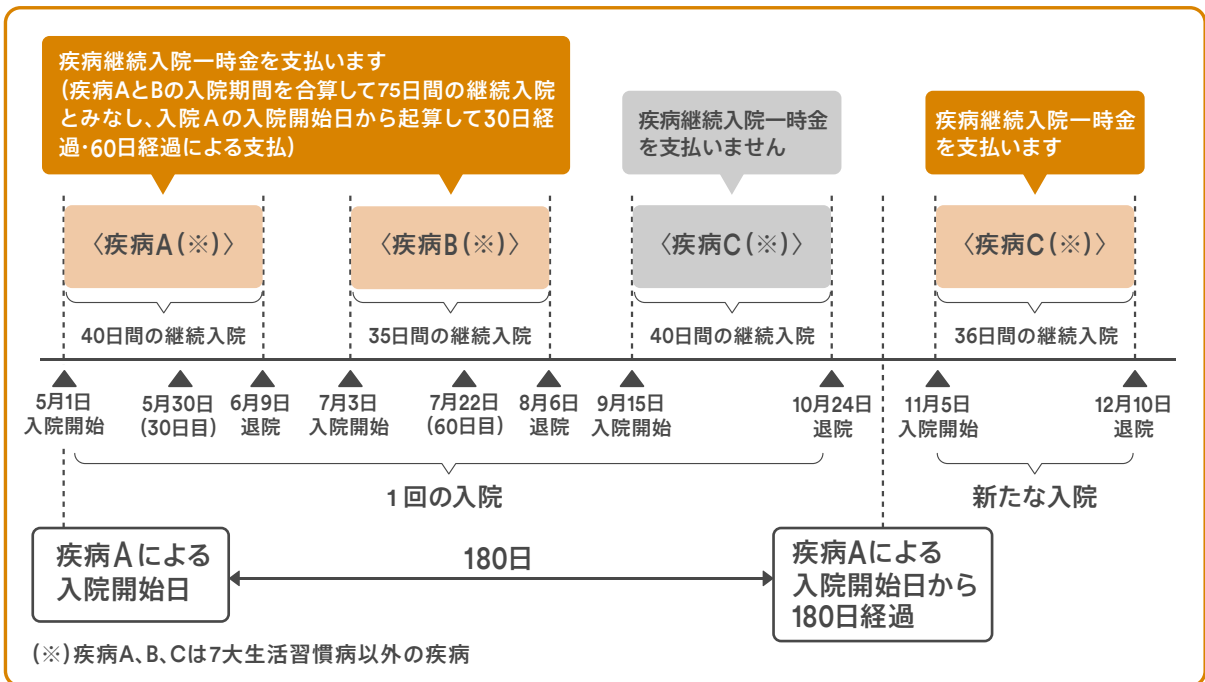 疾病継続入院一時金を支払います
(疾病AとBの入院期間を合算して75日間の継続入院
とみなし、入院Aの入院開始日から起算して30日経
過・60日経過による支払)
疾病継続入院一時金
を支払いません
疾病継続入院一時金
を支払います
〈疾病A(※)〉
〈疾病B(※)〉
〈疾病C(※)〉
〈疾病C(※)〉
40日間の継続入院
35日間の継続入院
40日間の継続入院
36日間の継続入院
5月1日
入院開始
5月30日
(30日目)
6月9日
退院
7月3日
入院開始
7月22日
(60日目)
8月6日
退院
9月15日
入院開始
10月24日
退院
11月5日
入院開始
12月10日
退院
1回の入院
新たな入院
疾病Aによる
入院開始日
180日
疾病Aによる
入院開始日から
180日経過
(※)疾病A、B、Cは7大生活習慣病以外の疾病